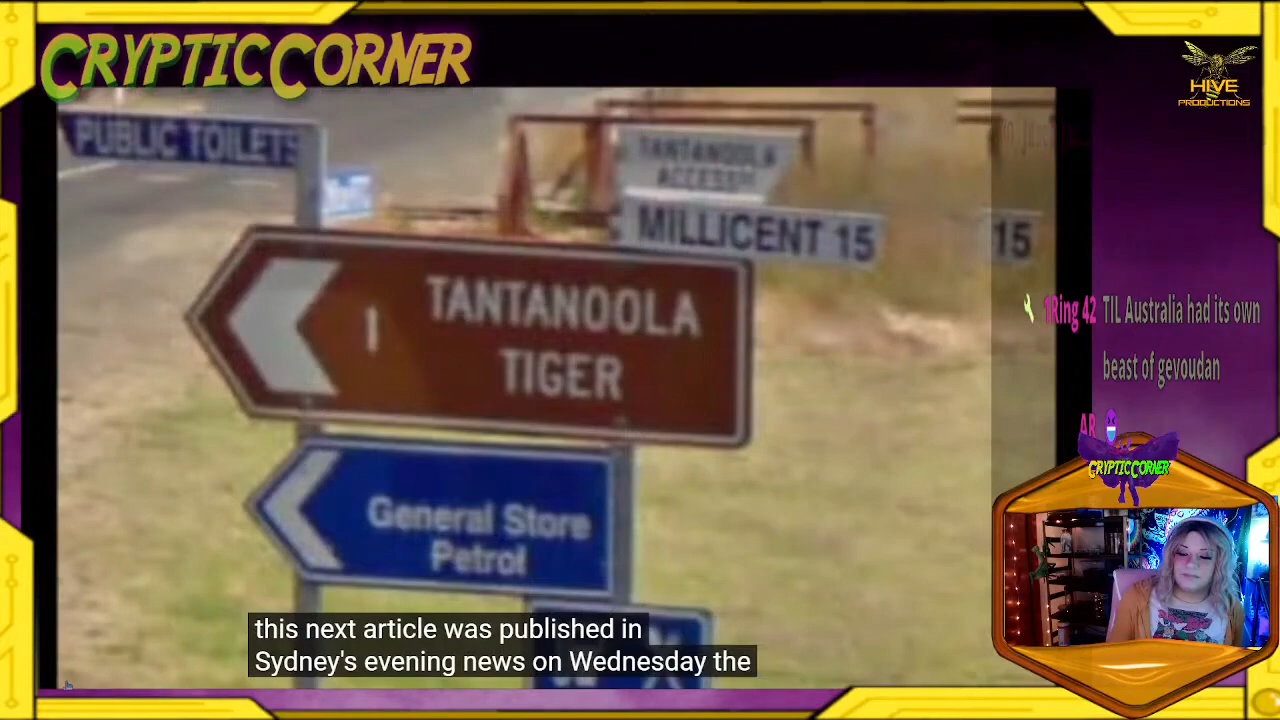 CRYPTIC CORNER
HIVE
PRODUCTIONS
PUBLIC TOILETS
TANTANOOLA
ACCESS
MILLICENT 15
15
TANTANOOLA
TIGER
1Ring 42 TIL Australia had its own
beast of gevoudan
AR
CRYPTIC CORNER
General Store
Petrol
this next article was published in
Sydney's evening news on Wednesday the